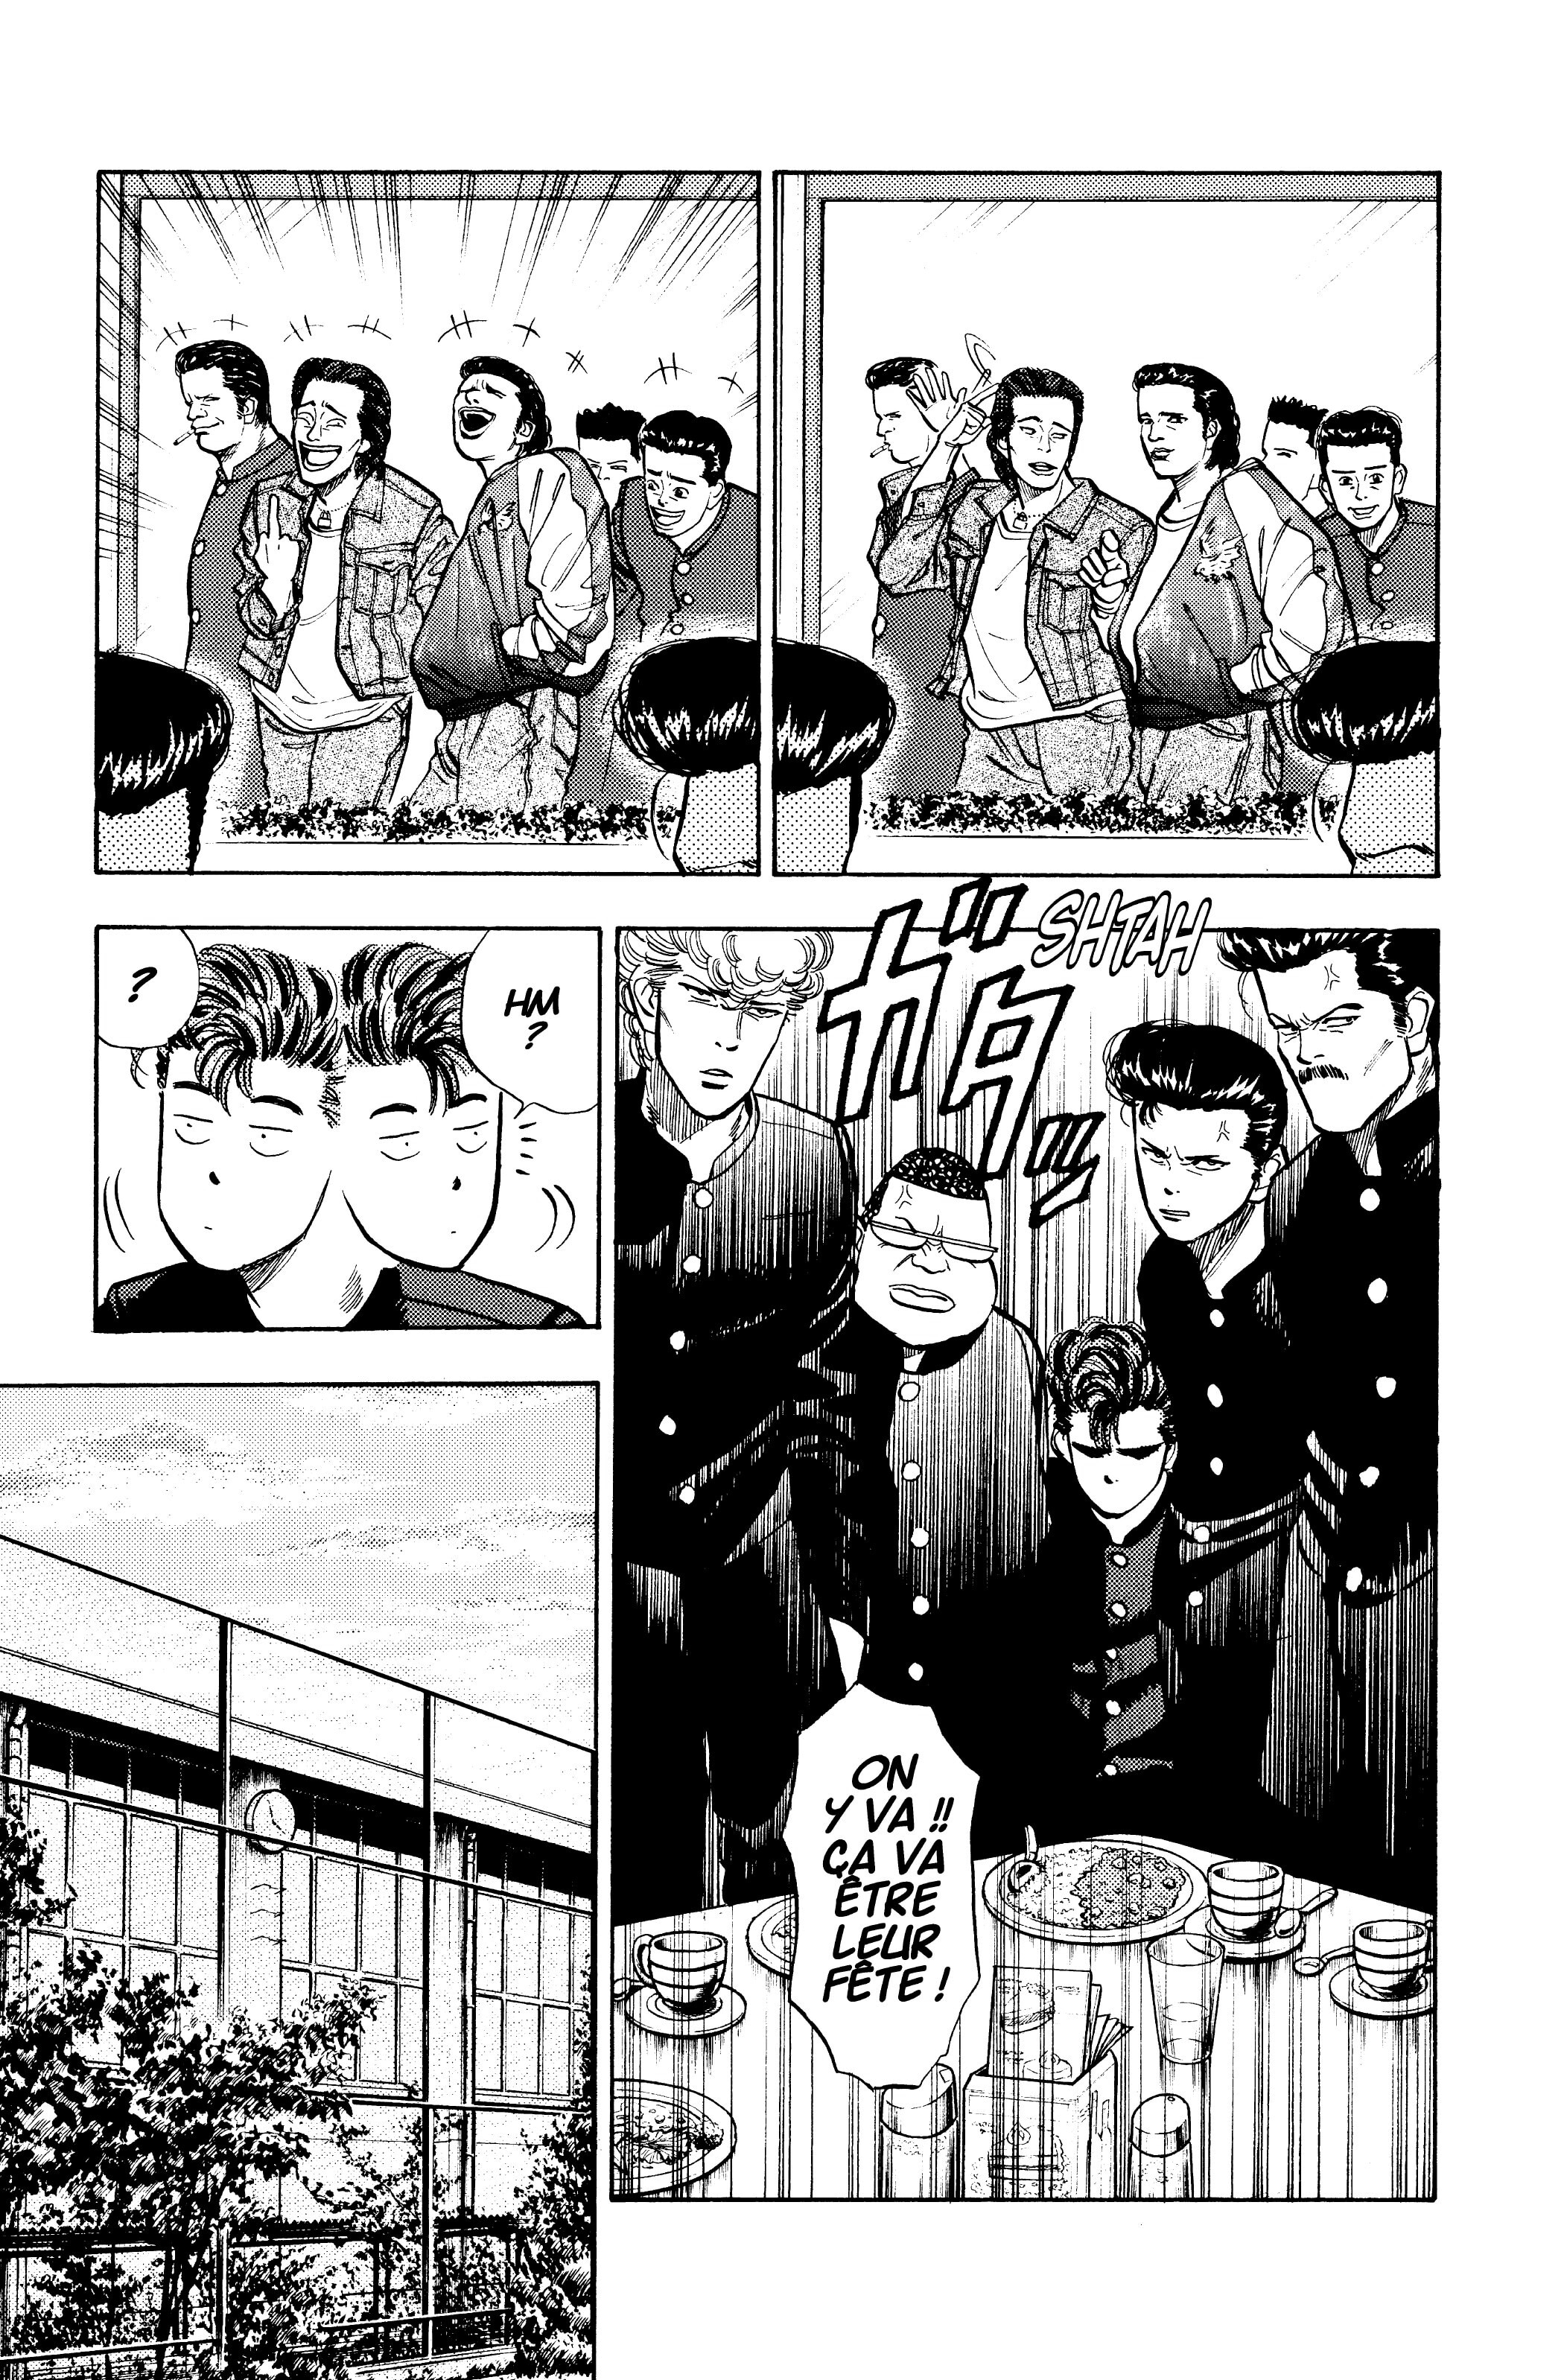 ガタッ
SHTAH
ON
Y VA !!
ÇA VA
ÊTRE
LEUR
FÊTE !
HM
?
?